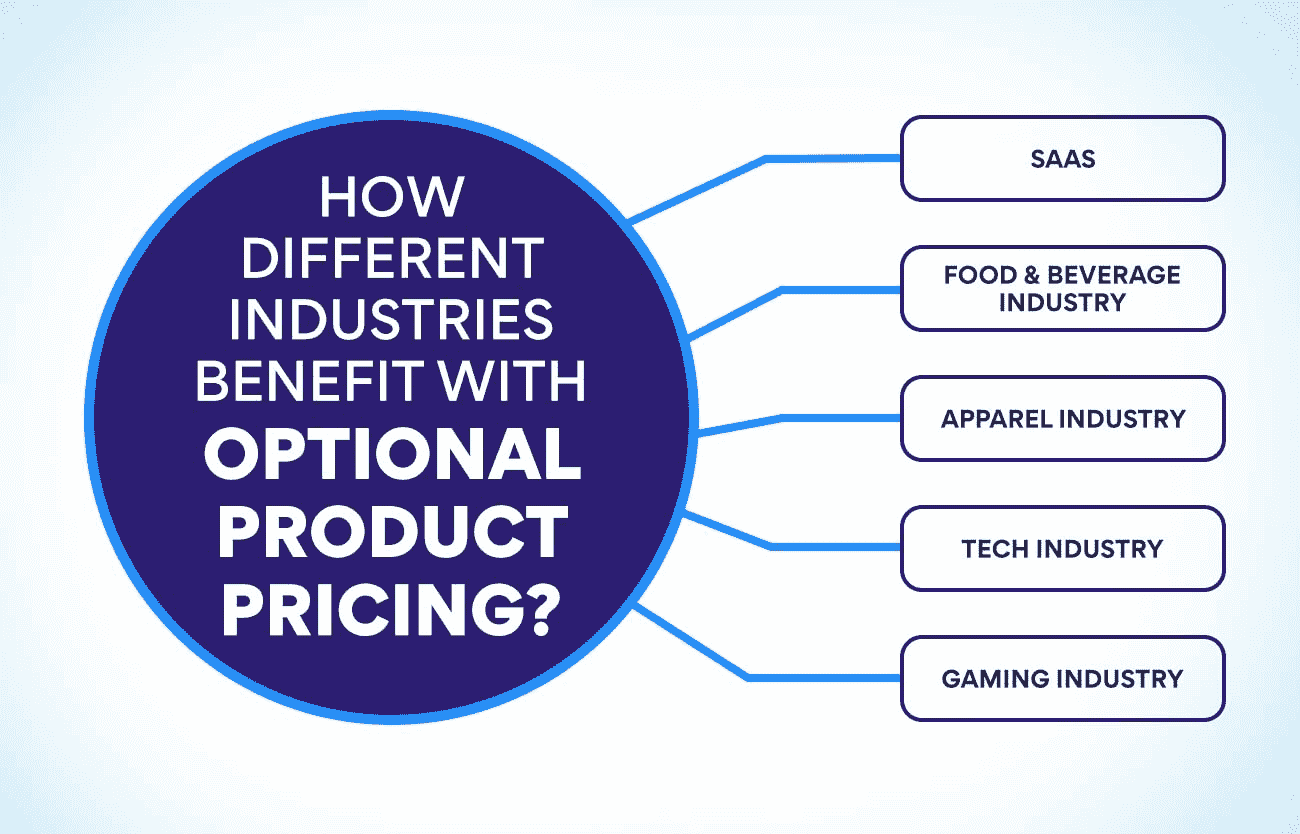 HOW
DIFFERENT
INDUSTRIES
BENEFIT WITH
OPTIONAL
PRODUCT
PRICING?
SAAS
FOOD & BEVERAGE
INDUSTRY
APPAREL INDUSTRY
TECH INDUSTRY
GAMING INDUSTRY